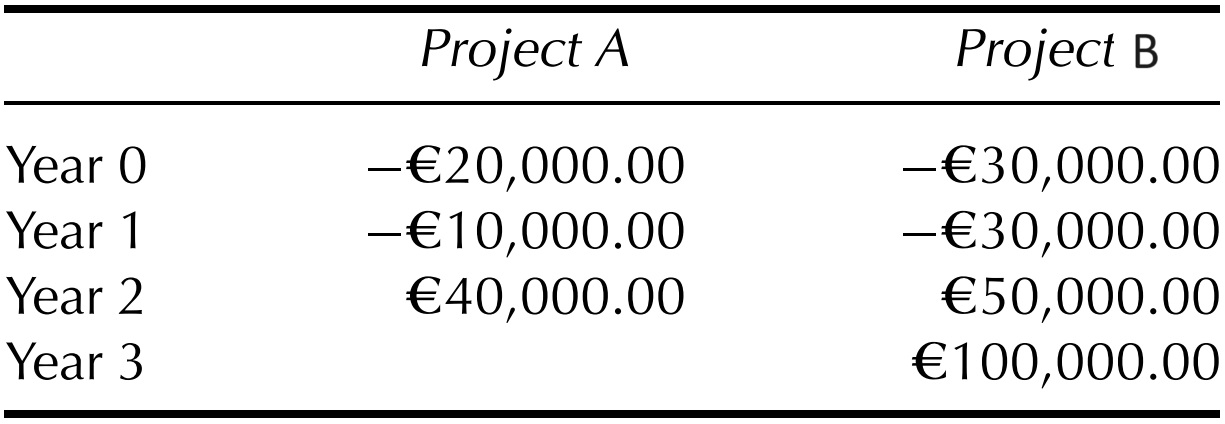 Project A Project B
Year 0 –€20,000.00 –€30,000.00
Year 1 –€10,000.00 –€30,000.00
Year 2 €40,000.00 €50,000.00
Year 3 €100,000.00